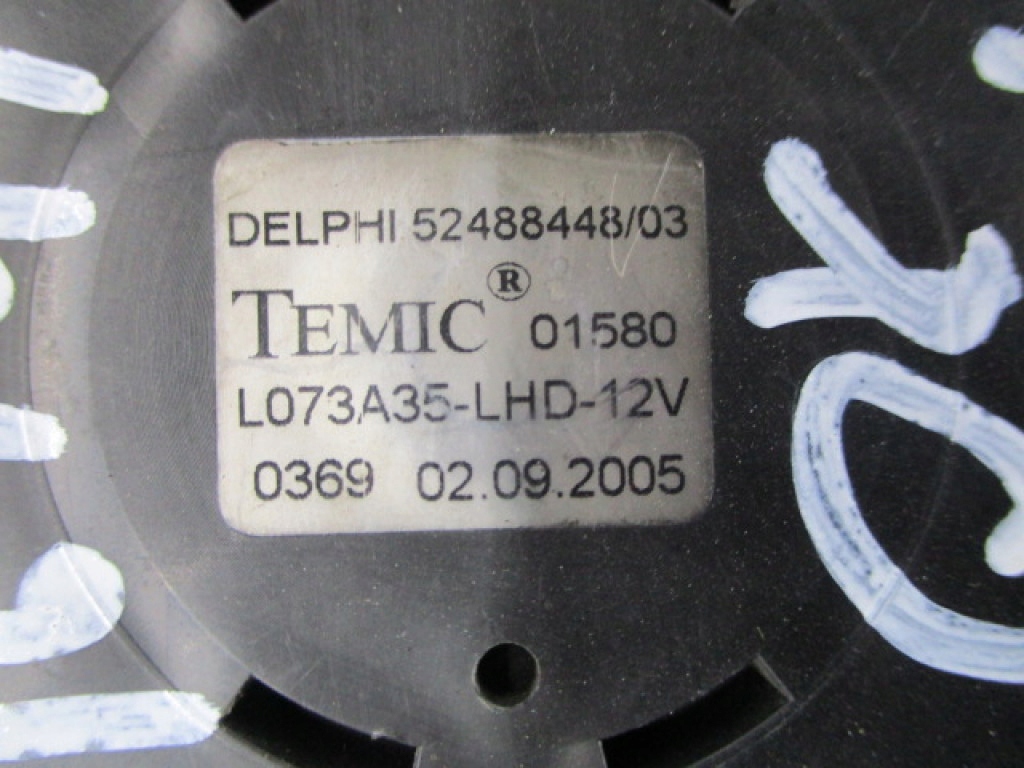 DELPHI 52488448/03
TEMIC® 01580
L073A35-LHD-12V
0369 02.09.2005